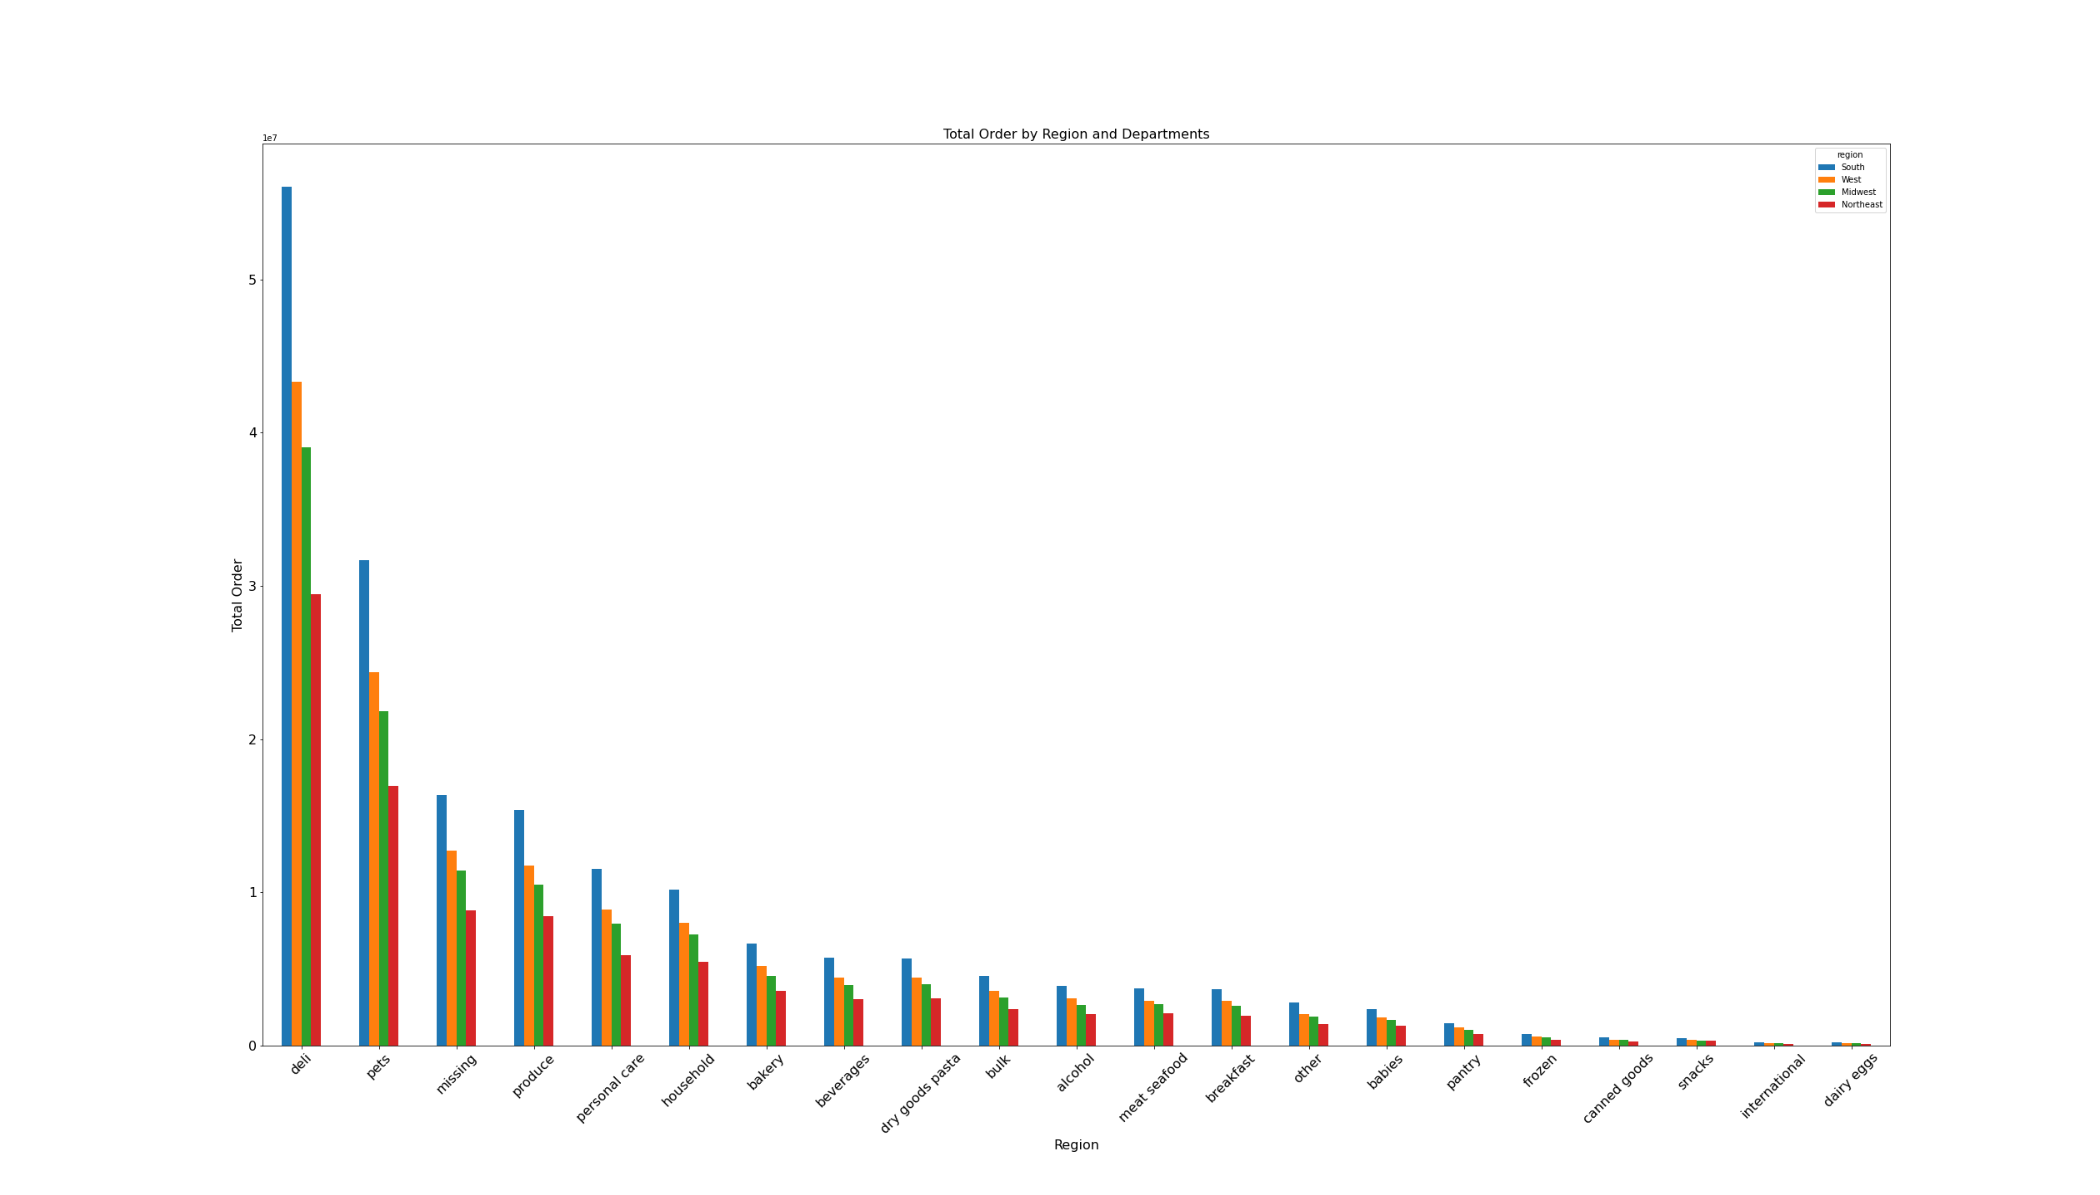 Total Order by Region and Departments
1e7
region
South
West
Midwest
Northeast
Total Order
5
4
3
2
1
0
deli
pets
missing
produce
personal care
household
bakery
beverages
dry goods pasta
bulk
alcohol
meat seafood
breakfast
other
babies
pantry
frozen
canned goods
snacks
international
dairy eggs
Region